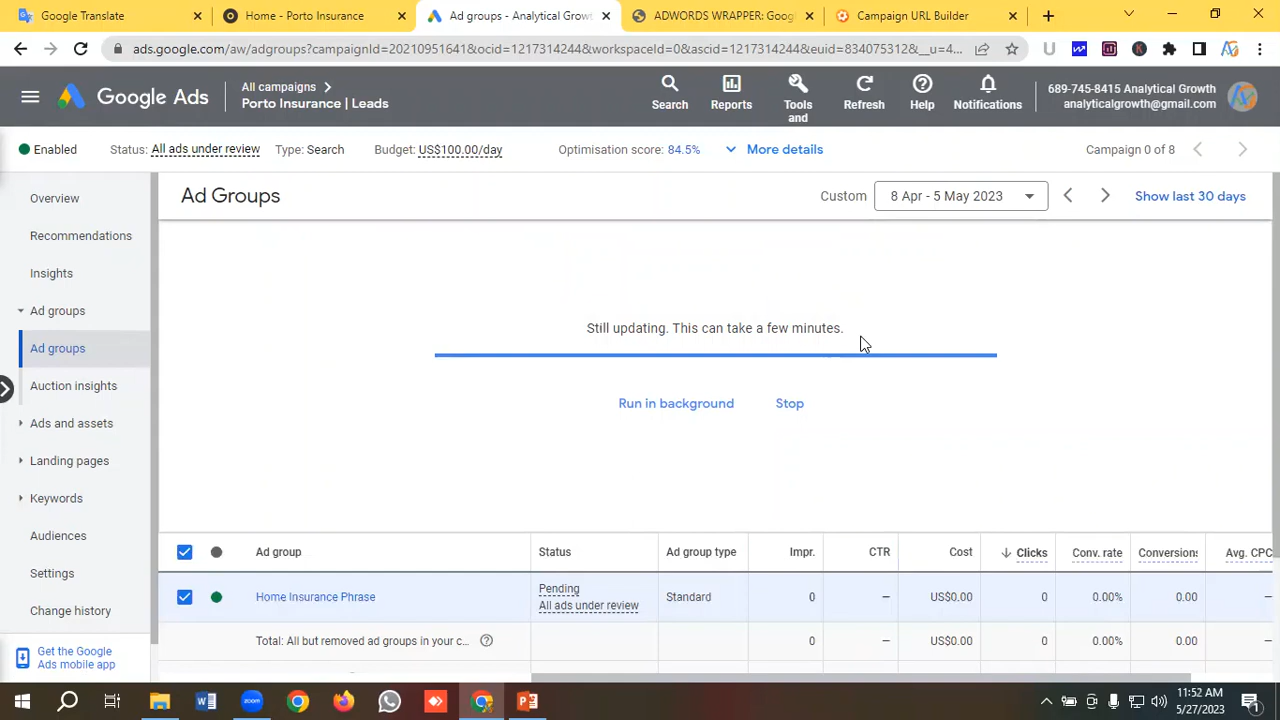 Google Translate
Home - Porto Insurance
Ad groups - Analytical Growt
ADWORDS WRAPPER: Goog
Campaign URL Builder
ads.google.com/aw/adgroups?campaignId=20210951641&ocid=1217314244&workspaceId=0&ascid=1217314244&euid=834075312&__u=4...
Google Ads
All campaigns
Porto Insurance | Leads
Search
Reports
Tools and
Refresh
Help
Notifications
689-745-8415 Analytical Growth
analyticalgrowth@gmail.com
Enabled
Status: All ads under review
Type: Search
Budget: US$100.00/day
Optimisation score: 84.5%
More details
Campaign 0 of 8
Overview
Recommendations
Insights
Ad groups
Ad groups
Auction insights
Ads and assets
Landing pages
Keywords
Audiences
Settings
Change history
Get the Google
Ads mobile app
Ad Groups
Custom
8 Apr - 5 May 2023
Show last 30 days
Still updating. This can take a few minutes.
Run in background
Stop
Ad group Status Ad group type Impr. CTR Cost Clicks Conv. rate Conversions Avg. CPC
Home Insurance Phrase Pending
All ads under review
Standard 0 – US$0.00 0 0.00% 0.00 –
Total: All but removed ad groups in your c... 0 – US$0.00 0 0.00% 0.00 –
11:52 AM
5/27/2023